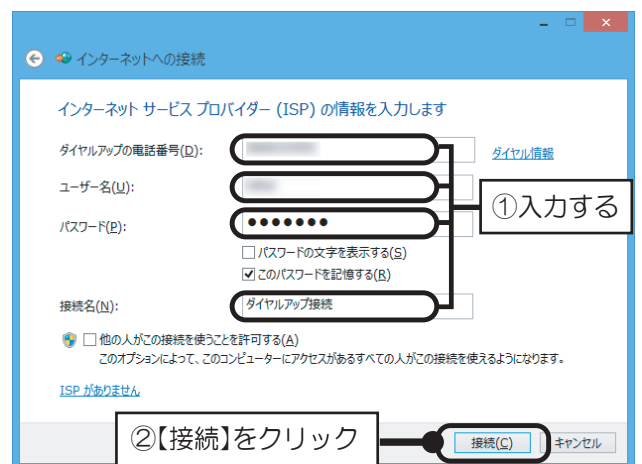 インターネットへの接続
インターネット サービス プロバイダー (ISP) の情報を入力します
ダイヤルアップの電話番号(D):
ダイヤル情報
ユーザー名(U):
①入力する
パスワード(P):
●●●●●●●
パスワードの文字を表示する(S)
このパスワードを記憶する(R)
接続名(N):
ダイヤルアップ接続
他の人がこの接続を使うことを許可する(A)
このオプションによって、このコンピューターにアクセスがあるすべての人がこの接続を使えるようになります。
ISP がありません
②【接続】をクリック
接続(C)
キャンセル